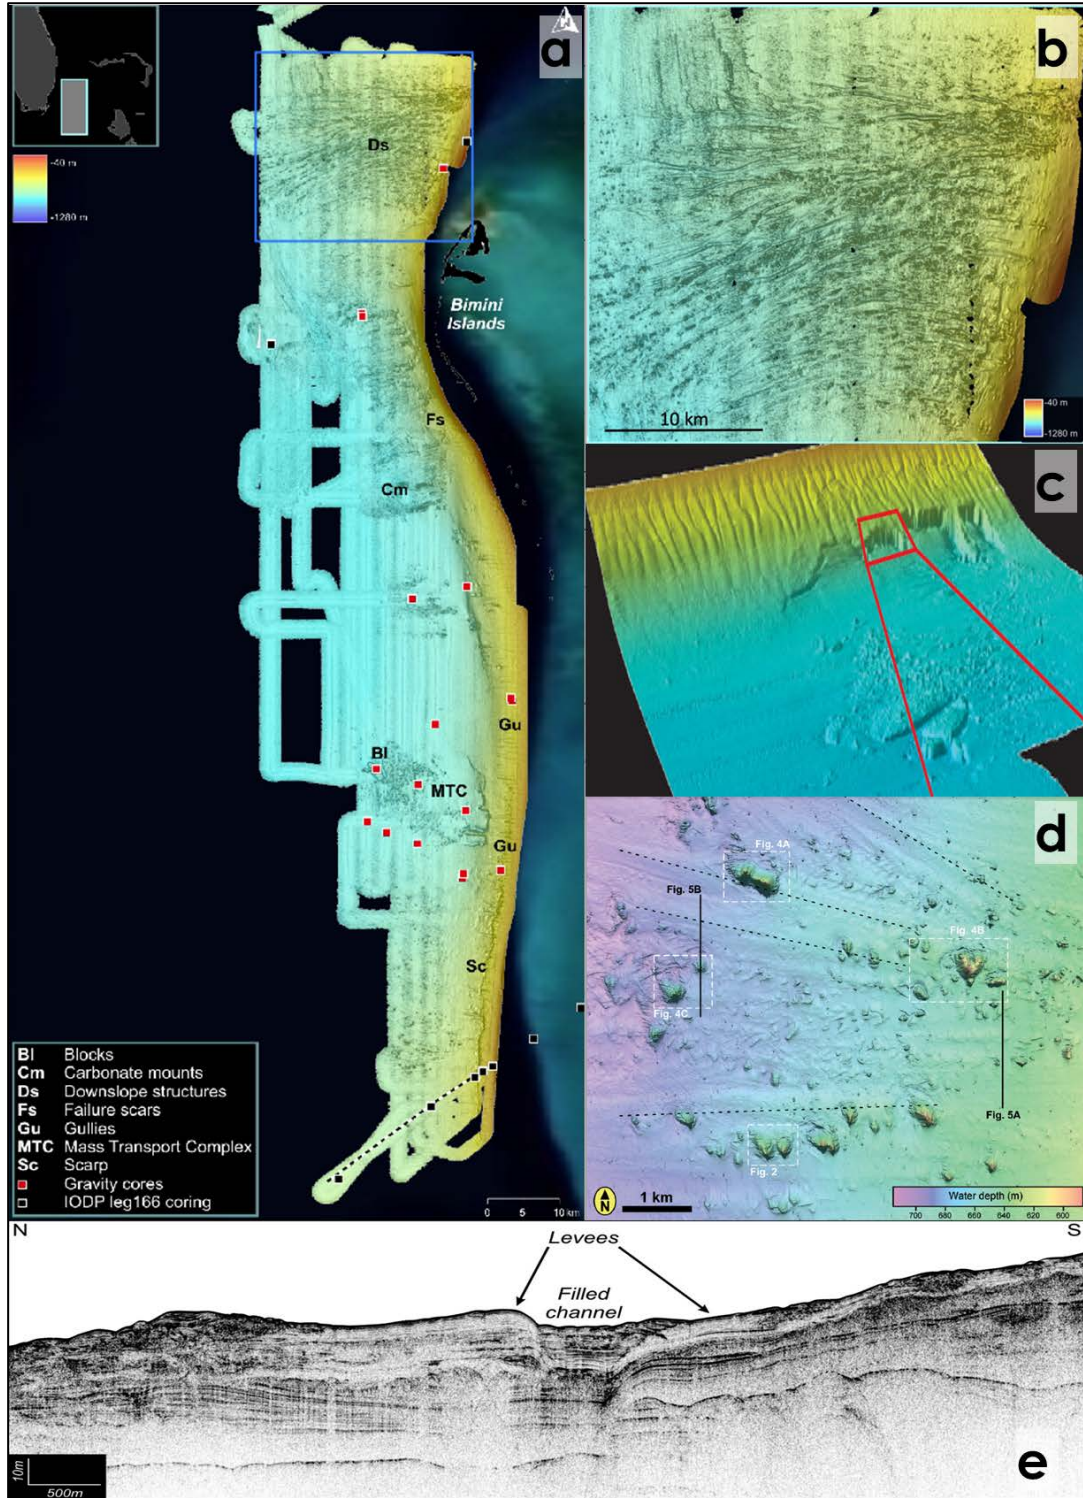 a
-40 m
-1280 m
Ds
Bimini
Islands
Fs
Cm
Gu
Bl
MTC
Gu
Sc
Bl Blocks
Cm Carbonate mounts
Ds Downslope structures
Fs Failure scars
Gu Gullies
MTC Mass Transport Complex
Sc Scarp
Gravity cores
IODP leg166 coring
0 5 10 km
b
10 km
-40 m
-1280 m
c
d
Fig. 4A
Fig. 5B
Fig. 4B
Fig. 4C
Fig. 5A
Fig. 2
N
1 km
Water depth (m)
700 680 660 640 620 600
N
S
Levees
Filled
channel
10m
500m
e